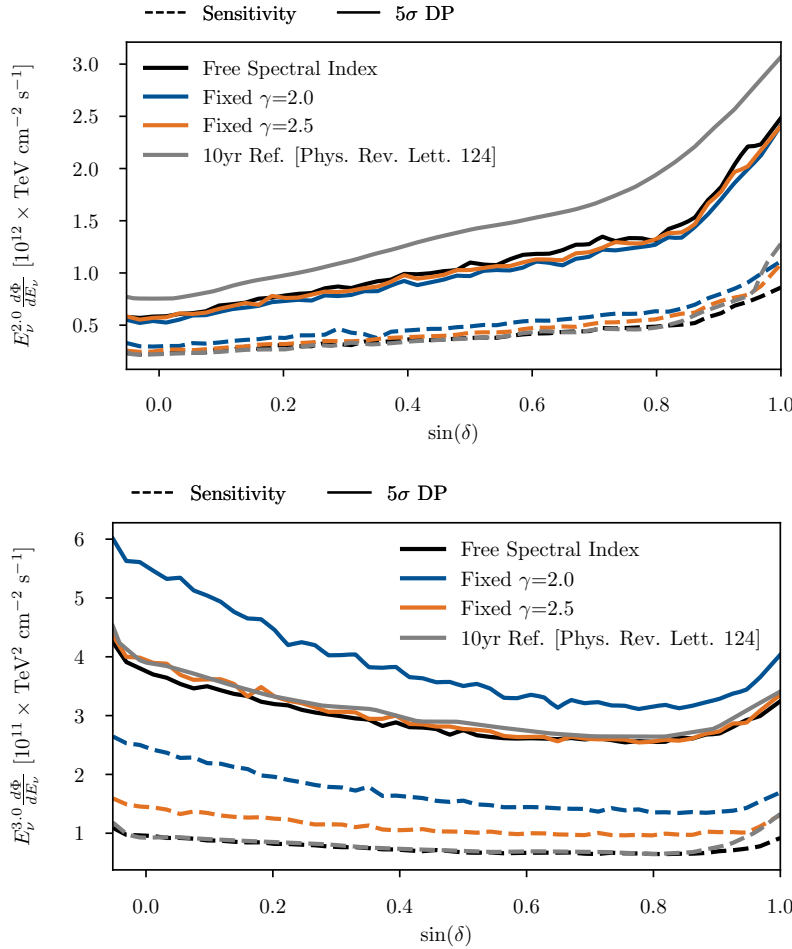 Sensitivity 5σ DP
Free Spectral Index
Fixed γ=2.0
Fixed γ=2.5
10yr Ref. [Phys. Rev. Lett. 124]
3.0
2.5
2.0
1.5
1.0
0.5
E_ν^{2.0} dΦ/dE_ν [10^{12} × TeV cm^{−2} s^{−1}]
0.0 0.2 0.4 0.6 0.8 1.0
sin(δ)
Sensitivity 5σ DP
Free Spectral Index
Fixed γ=2.0
Fixed γ=2.5
10yr Ref. [Phys. Rev. Lett. 124]
6
5
4
3
2
1
E_ν^{3.0} dΦ/dE_ν [10^{11} × TeV^2 cm^{−2} s^{−1}]
0.0 0.2 0.4 0.6 0.8 1.0
sin(δ)